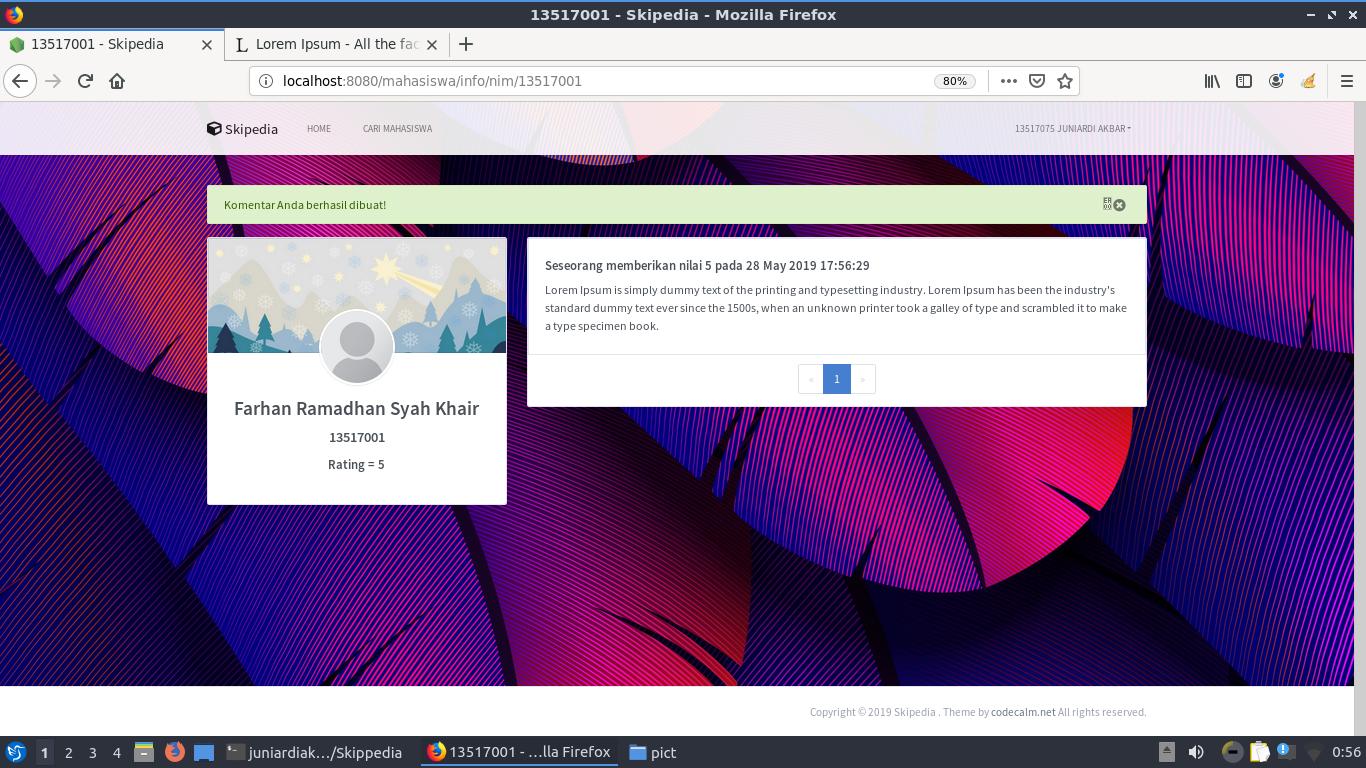 13517001 - Skipedia - Mozilla Firefox
13517001 - Skipedia
Lorem Ipsum - All the fac
localhost:8080/mahasiswa/info/nim/13517001
80%
Skipedia
HOME
CARI MAHASISWA
13517075 JUNIARDI AKBAR
Komentar Anda berhasil dibuat!
Farhan Ramadhan Syah Khair
13517001
Rating = 5
Seseorang memberikan nilai 5 pada 28 May 2019 17:56:29
Lorem Ipsum is simply dummy text of the printing and typesetting industry. Lorem Ipsum has been the industry's
standard dummy text ever since the 1500s, when an unknown printer took a galley of type and scrambled it to make
a type specimen book.
« 1 »
Copyright © 2019 Skipedia . Theme by codecalm.net All rights reserved.
1 2 3 4 juniardiak.../Skippedia 13517001 - ...lla Firefox pict 0:56